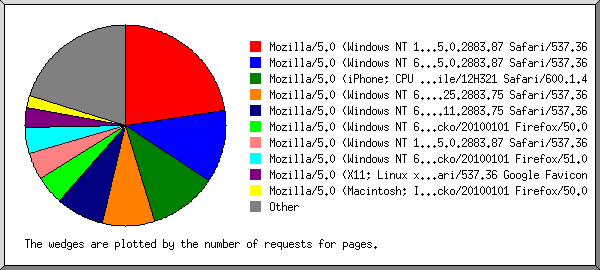 Mozilla/5.0 (Windows NT 1...5.0.2883.87 Safari/537.36
Mozilla/5.0 (Windows NT 6...5.0.2883.87 Safari/537.36
Mozilla/5.0 (iPhone; CPU ...ile/12H321 Safari/600.1.4
Mozilla/5.0 (Windows NT 6....25.2883.75 Safari/537.36
Mozilla/5.0 (Windows NT 6....11.2883.75 Safari/537.36
Mozilla/5.0 (Windows NT 6...cko/20100101 Firefox/50.0
Mozilla/5.0 (Windows NT 1...5.0.2883.87 Safari/537.36
Mozilla/5.0 (Windows NT 6...cko/20100101 Firefox/51.0
Mozilla/5.0 (X11; Linux x...ari/537.36 Google Favicon
Mozilla/5.0 (Macintosh; I...cko/20100101 Firefox/50.0
Other
The wedges are plotted by the number of requests for pages.